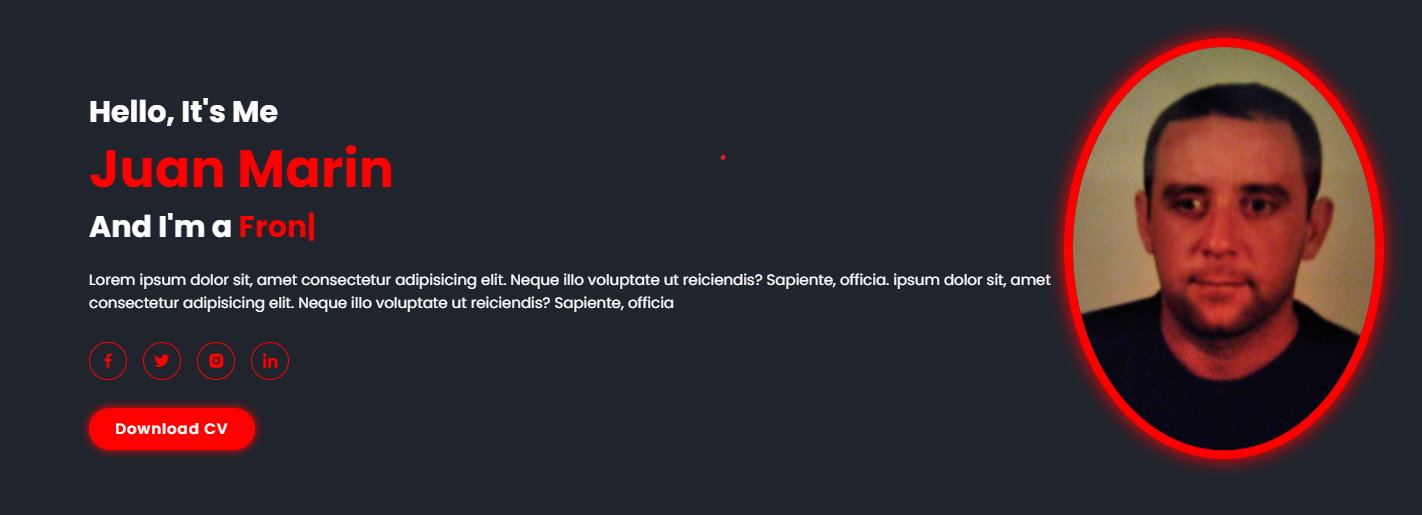 Hello, It's Me
Juan Marin
And I'm a Fron|
Lorem ipsum dolor sit, amet consectetur adipisicing elit. Neque illo voluptate ut reiciendis? Sapiente, officia. ipsum dolor sit, amet
consectetur adipisicing elit. Neque illo voluptate ut reiciendis? Sapiente, officia
Download CV